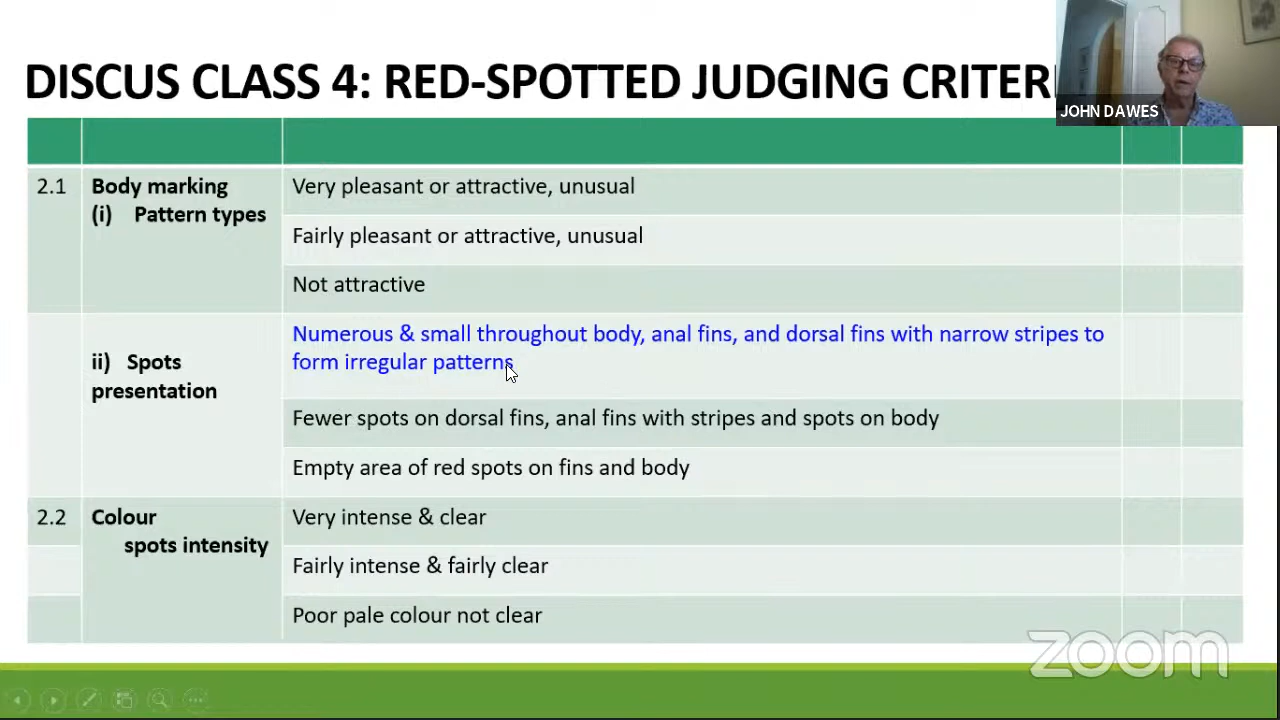 DISCUS CLASS 4: RED-SPOTTED JUDGING CRITERI
JOHN DAWES
2.1 Body marking Very pleasant or attractive, unusual
(i) Pattern types
Fairly pleasant or attractive, unusual
Not attractive
Numerous & small throughout body, anal fins, and dorsal fins with narrow stripes to
ii) Spots form irregular patterns
presentation
Fewer spots on dorsal fins, anal fins with stripes and spots on body
Empty area of red spots on fins and body
2.2 Colour Very intense & clear
spots intensity
Fairly intense & fairly clear
Poor pale colour not clear
zoom